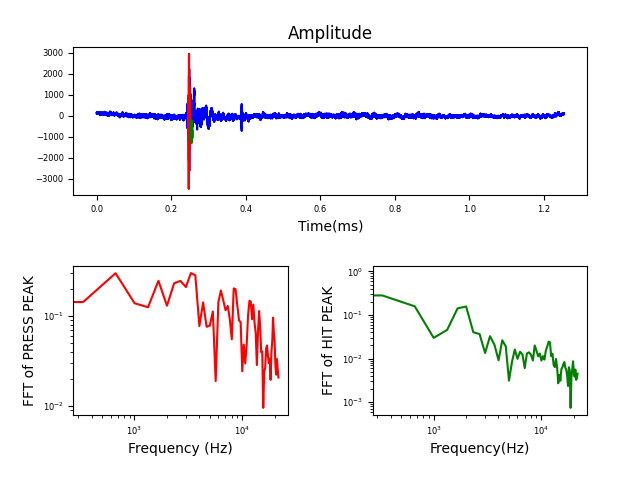 Amplitude
3000
2000
1000
0
−1000
−2000
−3000
0.0 0.2 0.4 0.6 0.8 1.0 1.2
Time(ms)
FFT of PRESS PEAK
10⁻¹
10⁻²
10³ 10⁴
Frequency (Hz)
FFT of HIT PEAK
10⁰
10⁻¹
10⁻²
10⁻³
10³ 10⁴
Frequency(Hz)